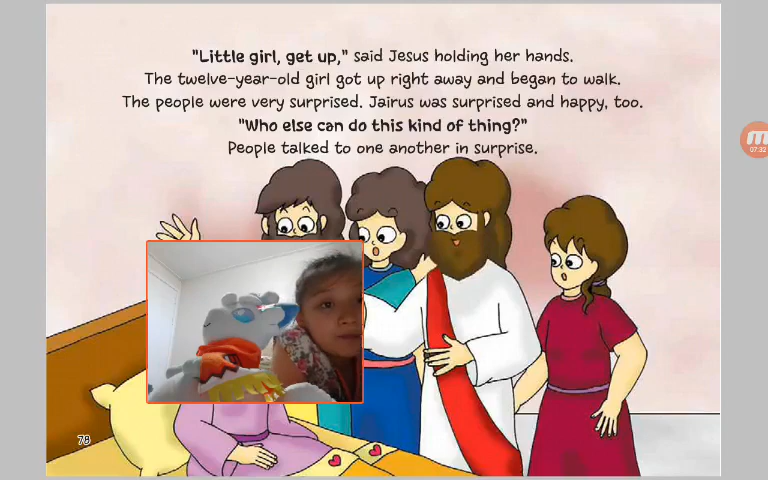 "Little girl, get up," said Jesus holding her hands.
The twelve-year-old girl got up right away and began to walk.
The people were very surprised. Jairus was surprised and happy, too.
"Who else can do this kind of thing?"
People talked to one another in surprise.
07:32
78